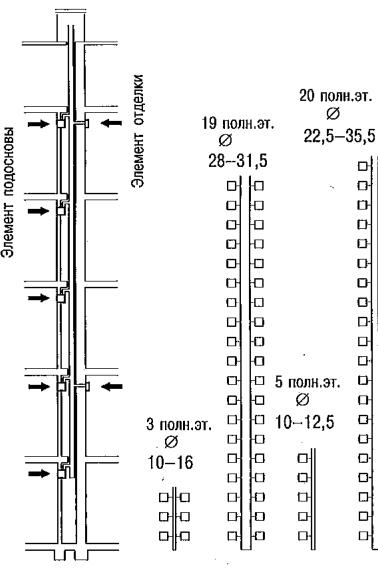 Элемент подосновы
Элемент отделки
3 полн.эт.
∅
10–16
19 полн.эт.
∅
28–31,5
5 полн.эт.
∅
10–12,5
20 полн.эт.
∅
22,5–35,5